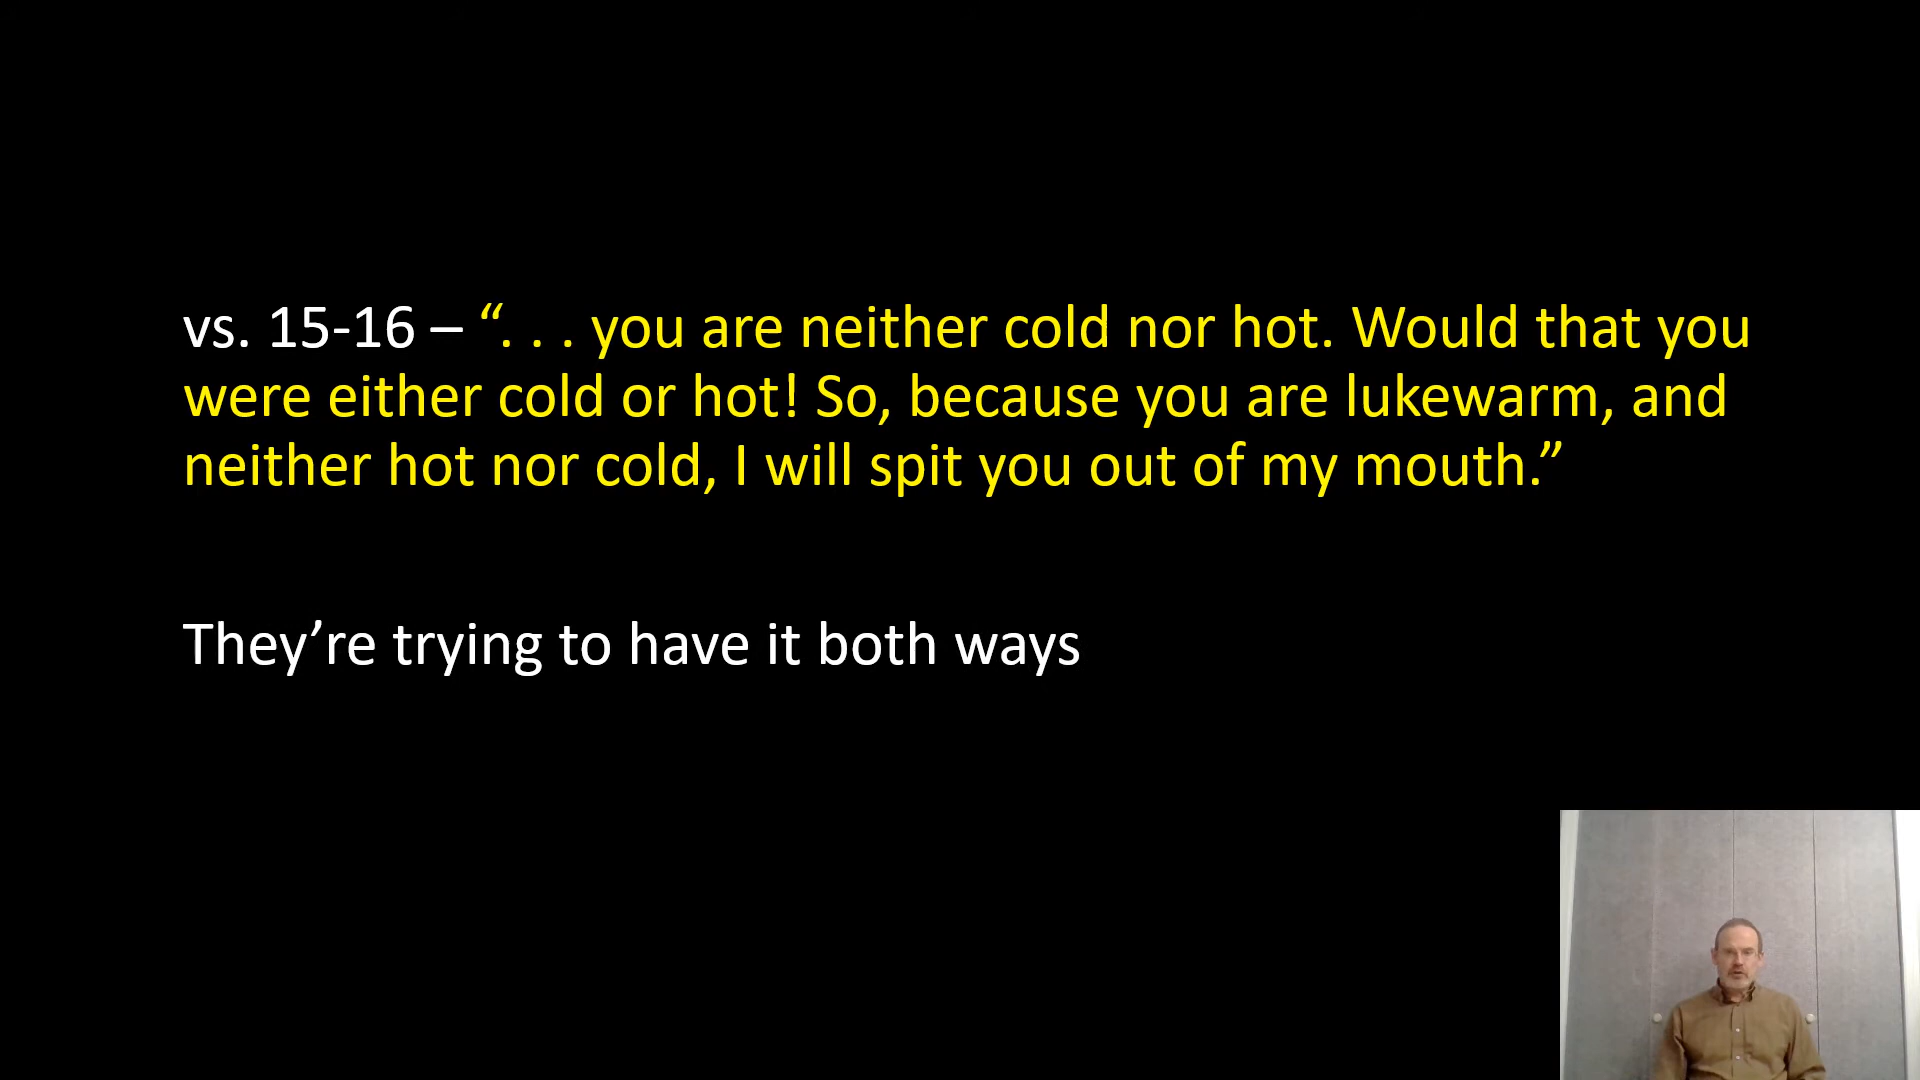 vs. 15-16 – “. . . you are neither cold nor hot. Would that you
were either cold or hot! So, because you are lukewarm, and
neither hot nor cold, I will spit you out of my mouth.”
They’re trying to have it both ways